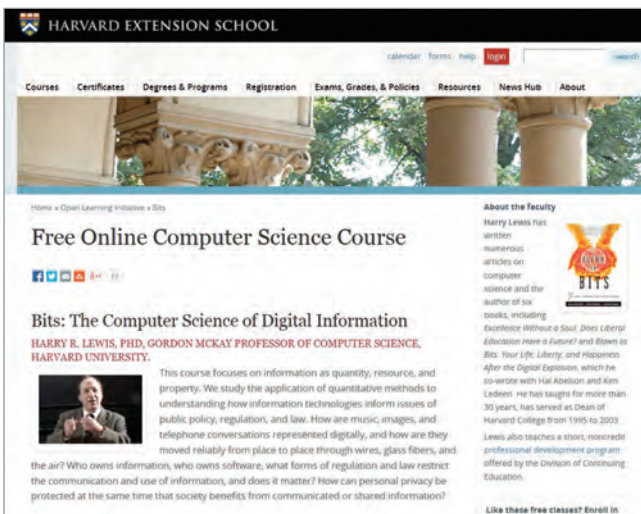 HARVARD EXTENSION SCHOOL
calendar forms help login search
Courses Certificates Degrees & Programs Registration Exams, Grades, & Policies Resources News Hub About
Home » Open Learning Initiative » Bits
Free Online Computer Science Course
Bits: The Computer Science of Digital Information
HARRY R. LEWIS, PHD, GORDON MCKAY PROFESSOR OF COMPUTER SCIENCE,
HARVARD UNIVERSITY.
This course focuses on information as quantity, resource, and
property. We study the application of quantitative methods to
understanding how information technologies inform issues of
public policy, regulation, and law. How are music, images, and
telephone conversations represented digitally, and how are they
moved reliably from place to place through wires, glass fibers, and
the air? Who owns information, who owns software, what forms of regulation and law restrict
the communication and use of information, and does it matter? How can personal privacy be
protected at the same time that society benefits from communicated or shared information?
About the faculty
Harry Lewis has
written
numerous
articles on
computer
science and the
author of six
books, including
Excellence Without a Soul: Does Liberal
Education Have a Future? and Blown to
Bits: Your Life, Liberty, and Happiness
After the Digital Explosion, which he
co-wrote with Hal Abelson and Ken
Ledeen. He has taught for more than
30 years, has served as Dean of
Harvard College from 1995 to 2003.
Lewis also teaches a short, noncredit
professional development program
offered by the Division of Continuing
Education.
Like these free classes? Enroll in
BITS